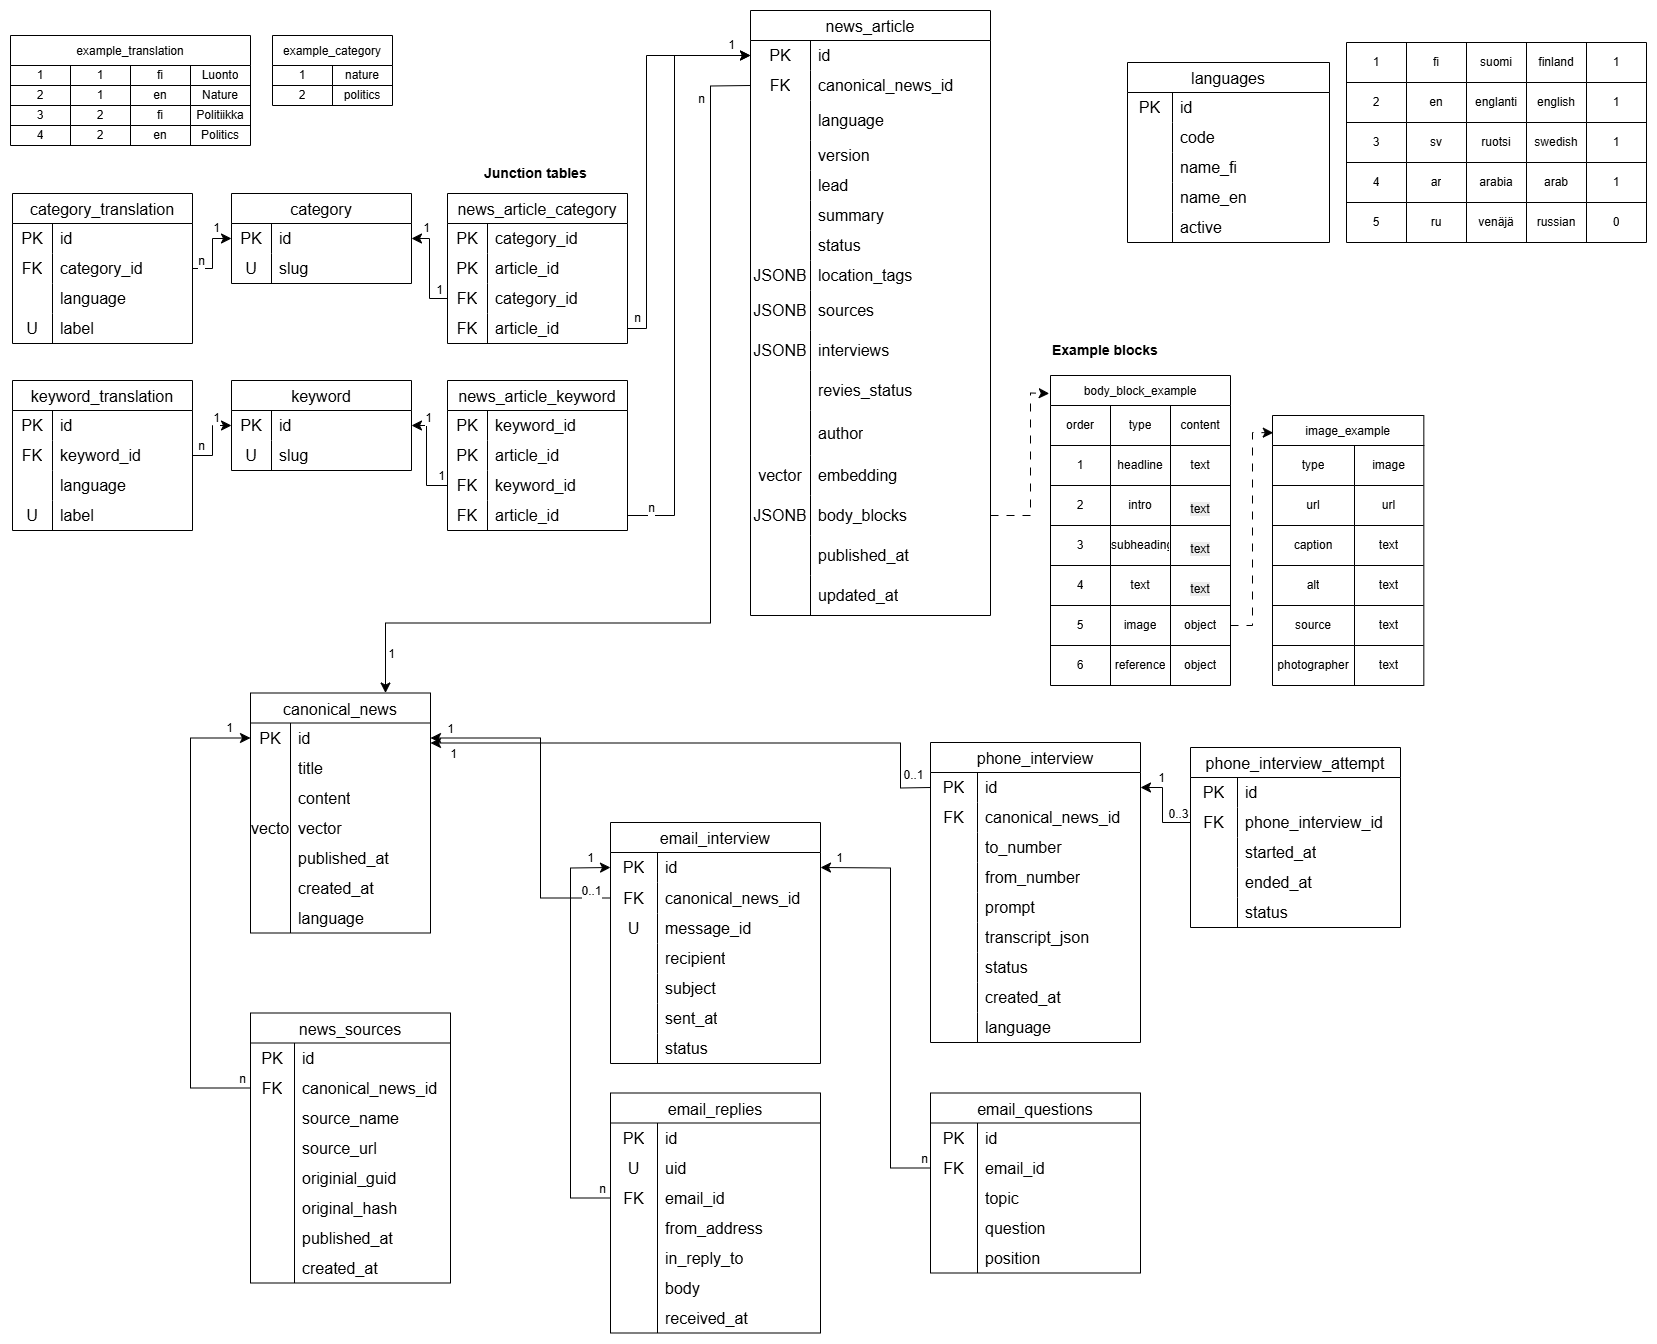 example_translation
1 1 fi Luonto
2 1 en Nature
3 2 fi Politiikka
4 2 en Politics
example_category
1 nature
2 politics
Junction tables
category_translation
PK id
FK category_id
language
U label
n
1
category
PK id
U slug
1
1
news_article_category
PK category_id
PK article_id
FK category_id
FK article_id
n
keyword_translation
PK id
FK keyword_id
language
U label
n
1
keyword
PK id
U slug
1
1
news_article_keyword
PK keyword_id
PK article_id
FK keyword_id
FK article_id
n
1
n
news_article
PK id
FK canonical_news_id
language
version
lead
summary
status
JSONB location_tags
JSONB sources
JSONB interviews
revies_status
author
vector embedding
JSONB body_blocks
published_at
updated_at
languages
PK id
code
name_fi
name_en
active
1 fi suomi finland 1
2 en englanti english 1
3 sv ruotsi swedish 1
4 ar arabia arab 1
5 ru venäjä russian 0
Example blocks
body_block_example
order type content
1 headline text
2 intro text
3 subheading text
4 text text
5 image object
6 reference object
image_example
type image
url url
caption text
alt text
source text
photographer text
1
canonical_news
PK id
title
content
vecto vector
published_at
created_at
language
1
1
1
news_sources
PK id
FK canonical_news_id
source_name
source_url
originial_guid
original_hash
published_at
created_at
n
email_interview
PK id
FK canonical_news_id
U message_id
recipient
subject
sent_at
status
1
0..1
1
email_replies
PK id
U uid
FK email_id
from_address
in_reply_to
body
received_at
n
phone_interview
PK id
FK canonical_news_id
to_number
from_number
prompt
transcript_json
status
created_at
language
0..1
1
0..3
phone_interview_attempt
PK id
FK phone_interview_id
started_at
ended_at
status
email_questions
PK id
FK email_id
topic
question
position
n